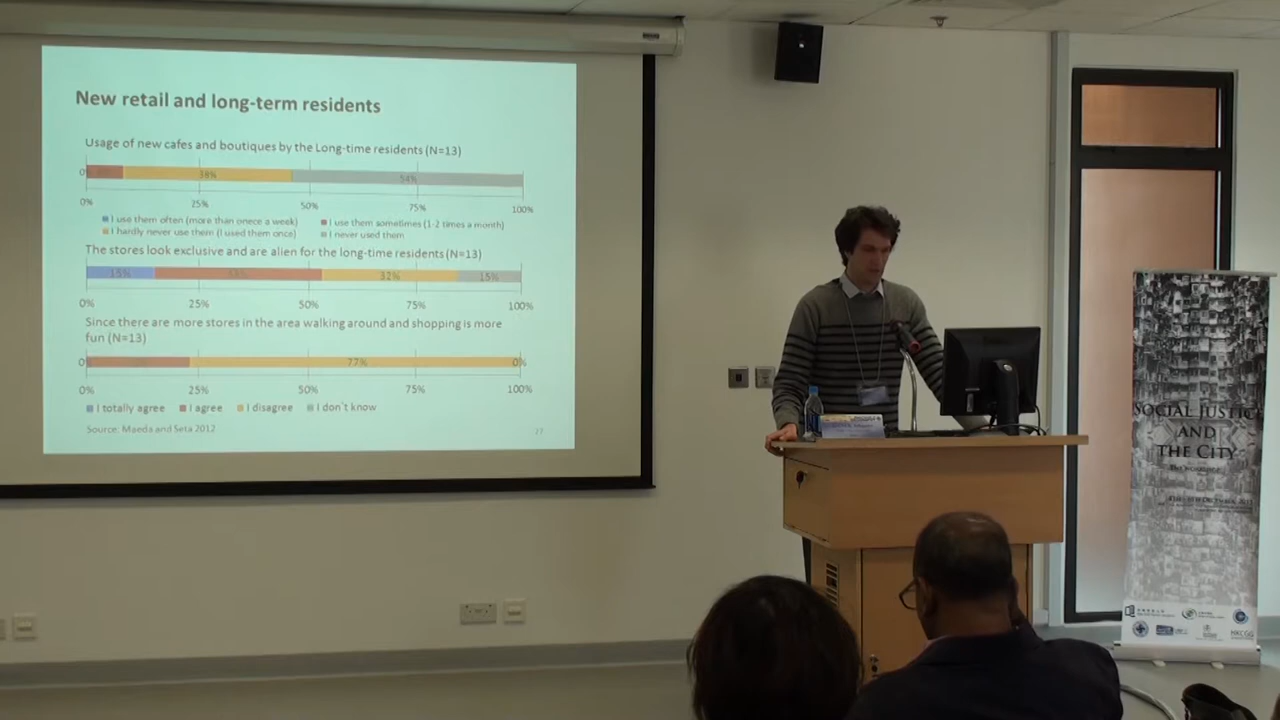 New retail and long-term residents
Usage of new cafes and boutiques by the Long-time residents (N=13)
38%
54%
0% 25% 50% 75% 100%
I use them often (more than onece a week) I use them sometimes (1-2 times a month)
I hardly never use them (I used them once) I never used them
The stores look exclusive and are alien for the long-time residents (N=13)
15% 32% 15%
0% 25% 50% 75% 100%
Since there are more stores in the area walking around and shopping is more
fun (N=13)
77% 0%
0% 25% 50% 75% 100%
I totally agree I agree I disagree I don`t know
Source: Maeda and Seta 2012
SOCIAL JUSTICE
AND
THE CITY
HKCGG